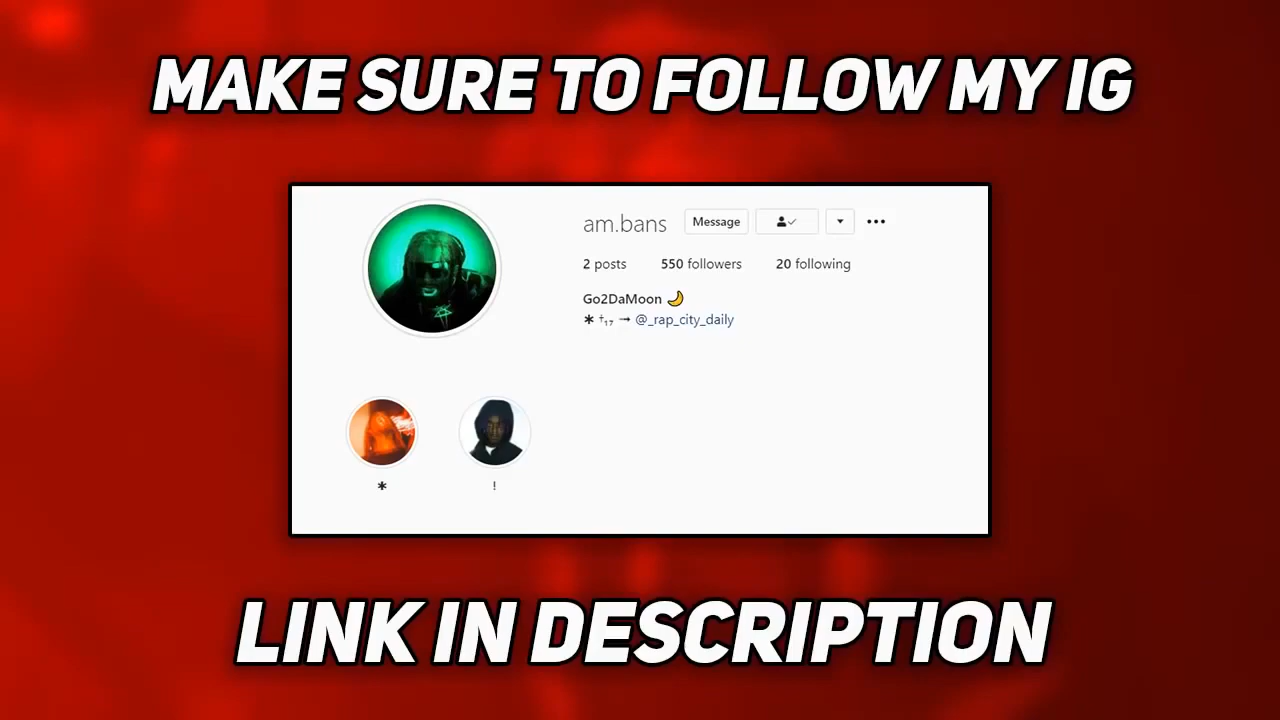 MAKE SURE TO FOLLOW MY IG
am.bans Message
2 posts 550 followers 20 following
Go2DaMoon 🌙
* †₁₇ → @_rap_city_daily
* !
LINK IN DESCRIPTION